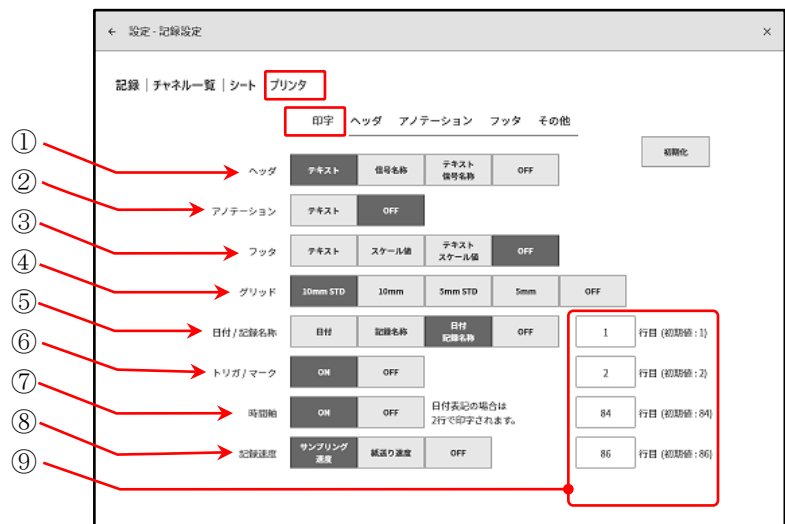 ← 設定 - 記録設定 ×
記録 | チャネル一覧 | シート プリンタ
印字 ヘッダ アノテーション フッタ その他
初期化
① ヘッダ テキスト 信号名称 テキスト 信号名称 OFF
② アノテーション テキスト OFF
③ フッタ テキスト スケール値 テキスト スケール値 OFF
④ グリッド 10mm STD 10mm 5mm STD 5mm OFF
⑤ 日付 / 記録名称 日付 記録名称 日付 記録名称 OFF 1 行目 (初期値 : 1)
⑥ トリガ / マーク ON OFF 2 行目 (初期値 : 2)
⑦ 時間軸 ON OFF 日付表記の場合は 2行で印字されます。 84 行目 (初期値 : 84)
⑧ 記録速度 サンプリング 速度 紙送り速度 OFF 86 行目 (初期値 : 86)
⑨